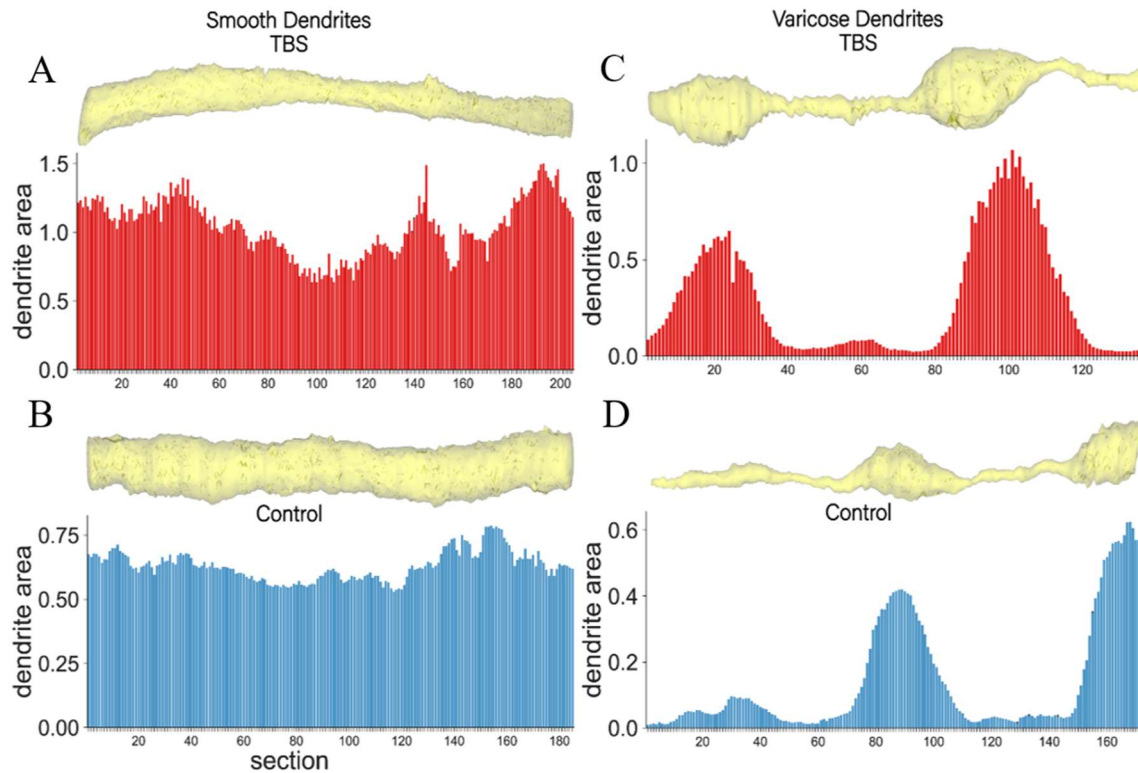 Smooth Dendrites
TBS
A
dendrite area
1.5
1.0
0.5
0.0
20 40 60 80 100 120 140 160 180 200
B
Control
dendrite area
0.75
0.50
0.25
0.00
20 40 60 80 100 120 140 160 180
section
Varicose Dendrites
TBS
C
dendrite area
1.0
0.5
0.0
20 40 60 80 100 120
D
Control
dendrite area
0.6
0.4
0.2
0.0
20 40 60 80 100 120 140 160